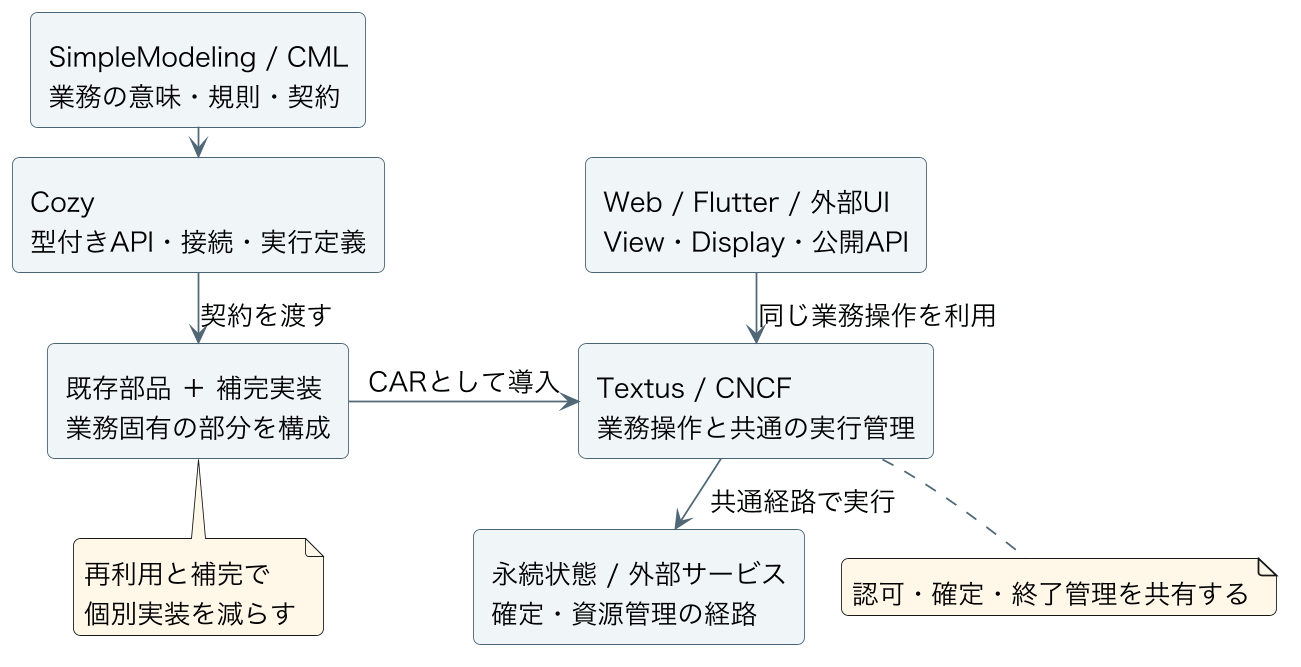 SimpleModeling / CML
業務の意味・規則・契約
Cozy
型付きAPI・接続・実行定義
Web / Flutter / 外部UI
View・Display・公開API
契約を渡す
同じ業務操作を利用
既存部品 ＋ 補完実装
業務固有の部分を構成
CARとして導入
Textus / CNCF
業務操作と共通の実行管理
共通経路で実行
再利用と補完で
個別実装を減らす
永続状態 / 外部サービス
確定・資源管理の経路
認可・確定・終了管理を共有する